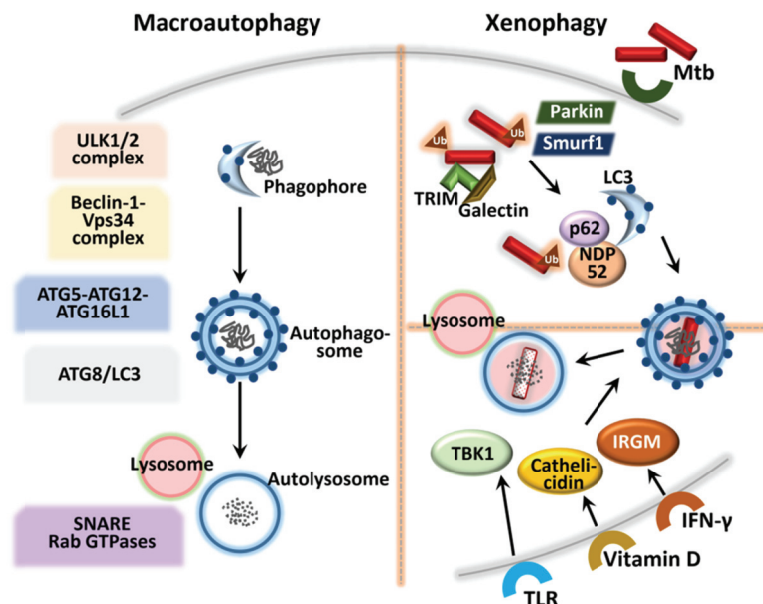 Macroautophagy
ULK1/2
complex
Beclin-1-
Vps34
complex
ATG5-ATG12-
ATG16L1
ATG8/LC3
SNARE
Rab GTPases
Phagophore
Autophago-
some
Lysosome
Autolysosome
Xenophagy
Mtb
Parkin
Smurf1
Ub
Ub
TRIM
Galectin
LC3
p62
NDP
52
Ub
Lysosome
TBK1
Catheli-
cidin
IRGM
IFN-γ
Vitamin D
TLR